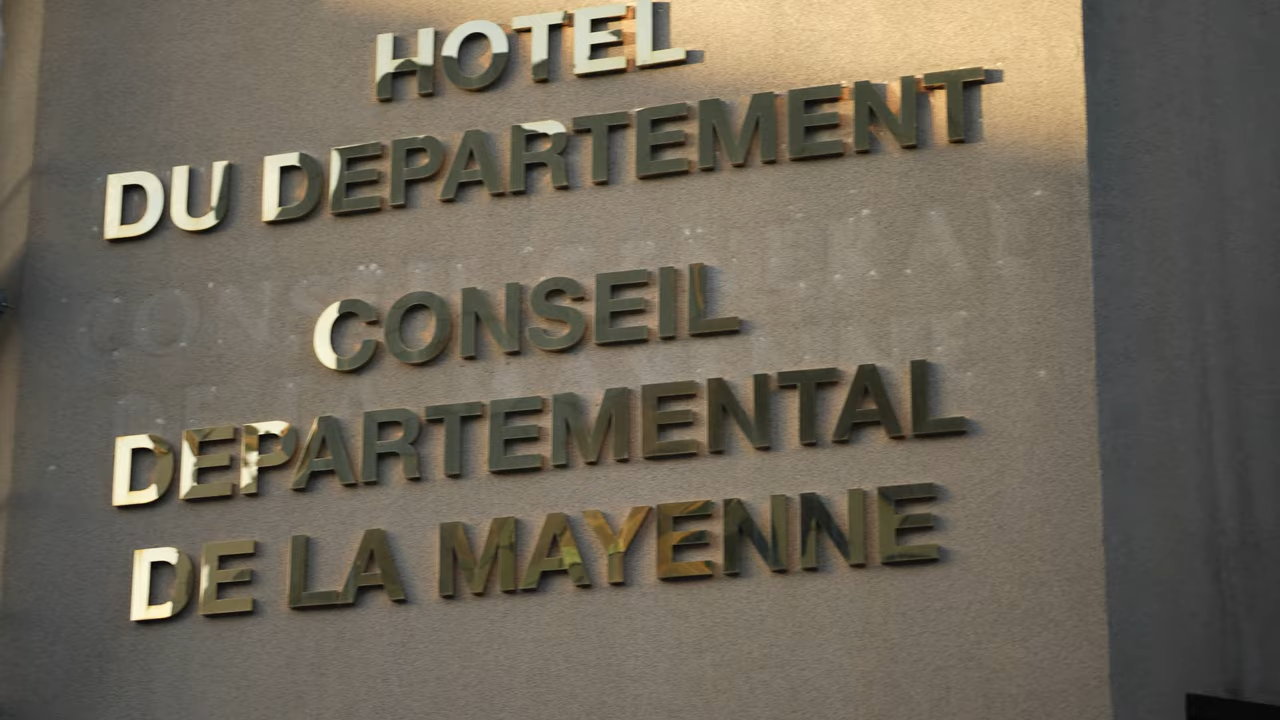 HOTEL
DU DEPARTEMENT
CONSEIL
DEPARTEMENTAL
DE LA MAYENNE